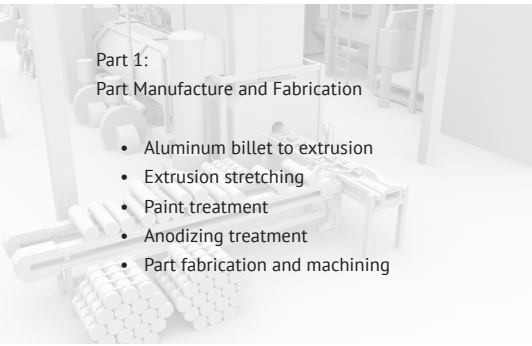 Part 1:
Part Manufacture and Fabrication
• Aluminum billet to extrusion
• Extrusion stretching
• Paint treatment
• Anodizing treatment
• Part fabrication and machining